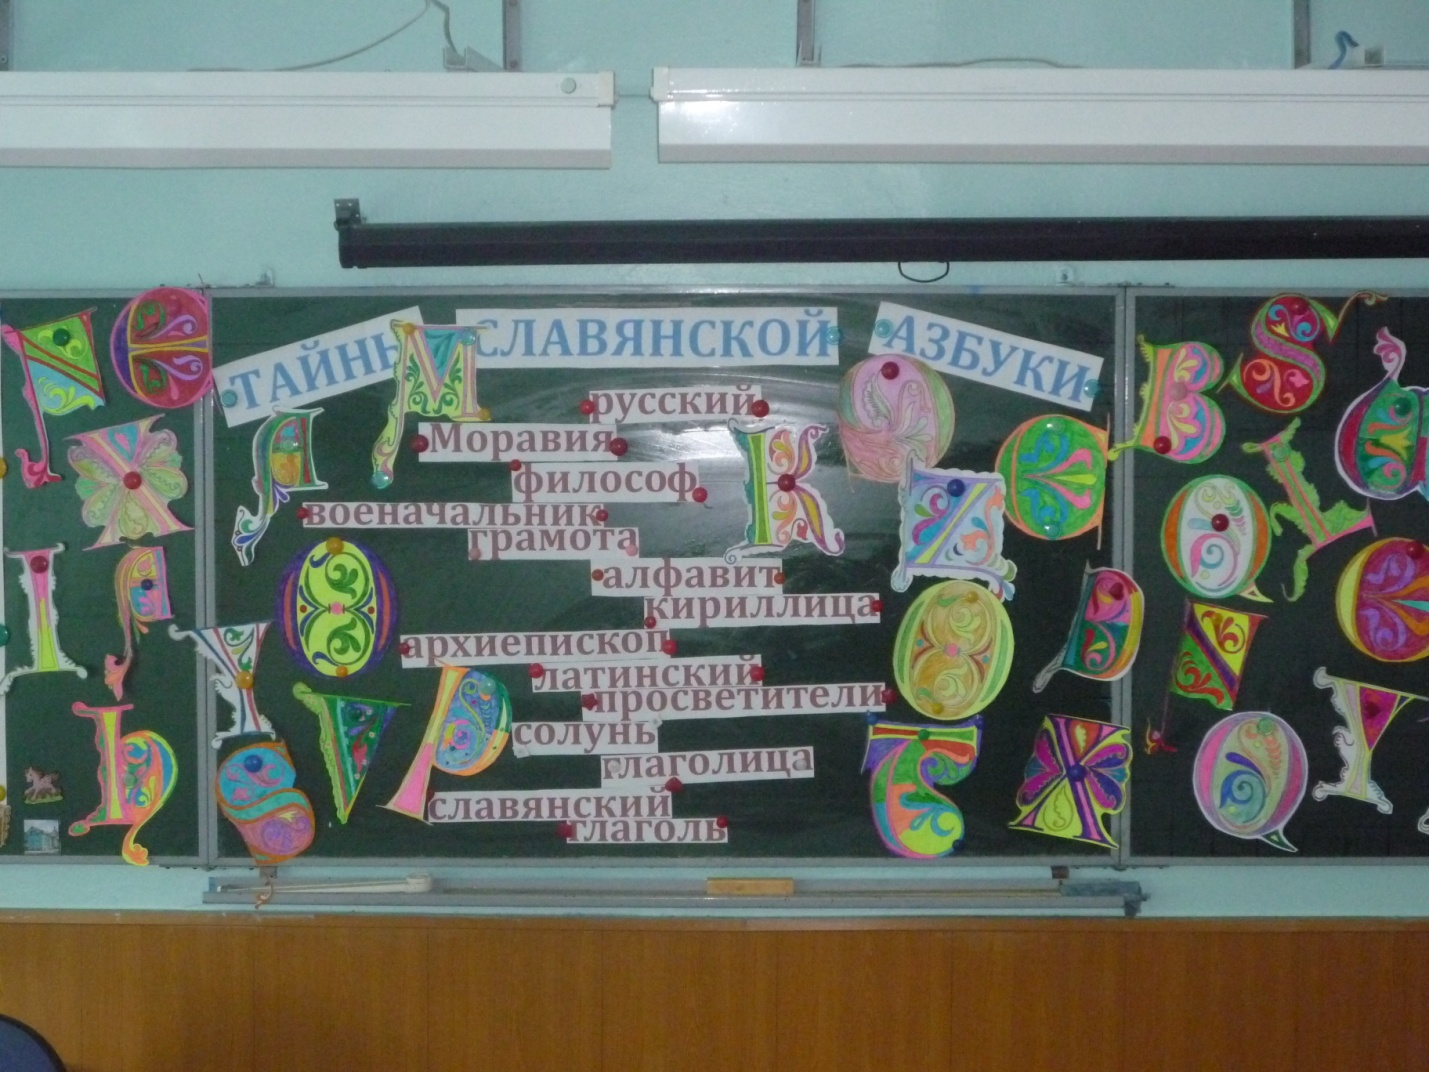 ТАЙНЫ СЛАВЯНСКОЙ АЗБУКИ
русский
Моравия
философ
военачальник
грамота
алфавит
кириллица
архиепископ
латинский
просветители
солунь
глаголица
славянский
глаголь